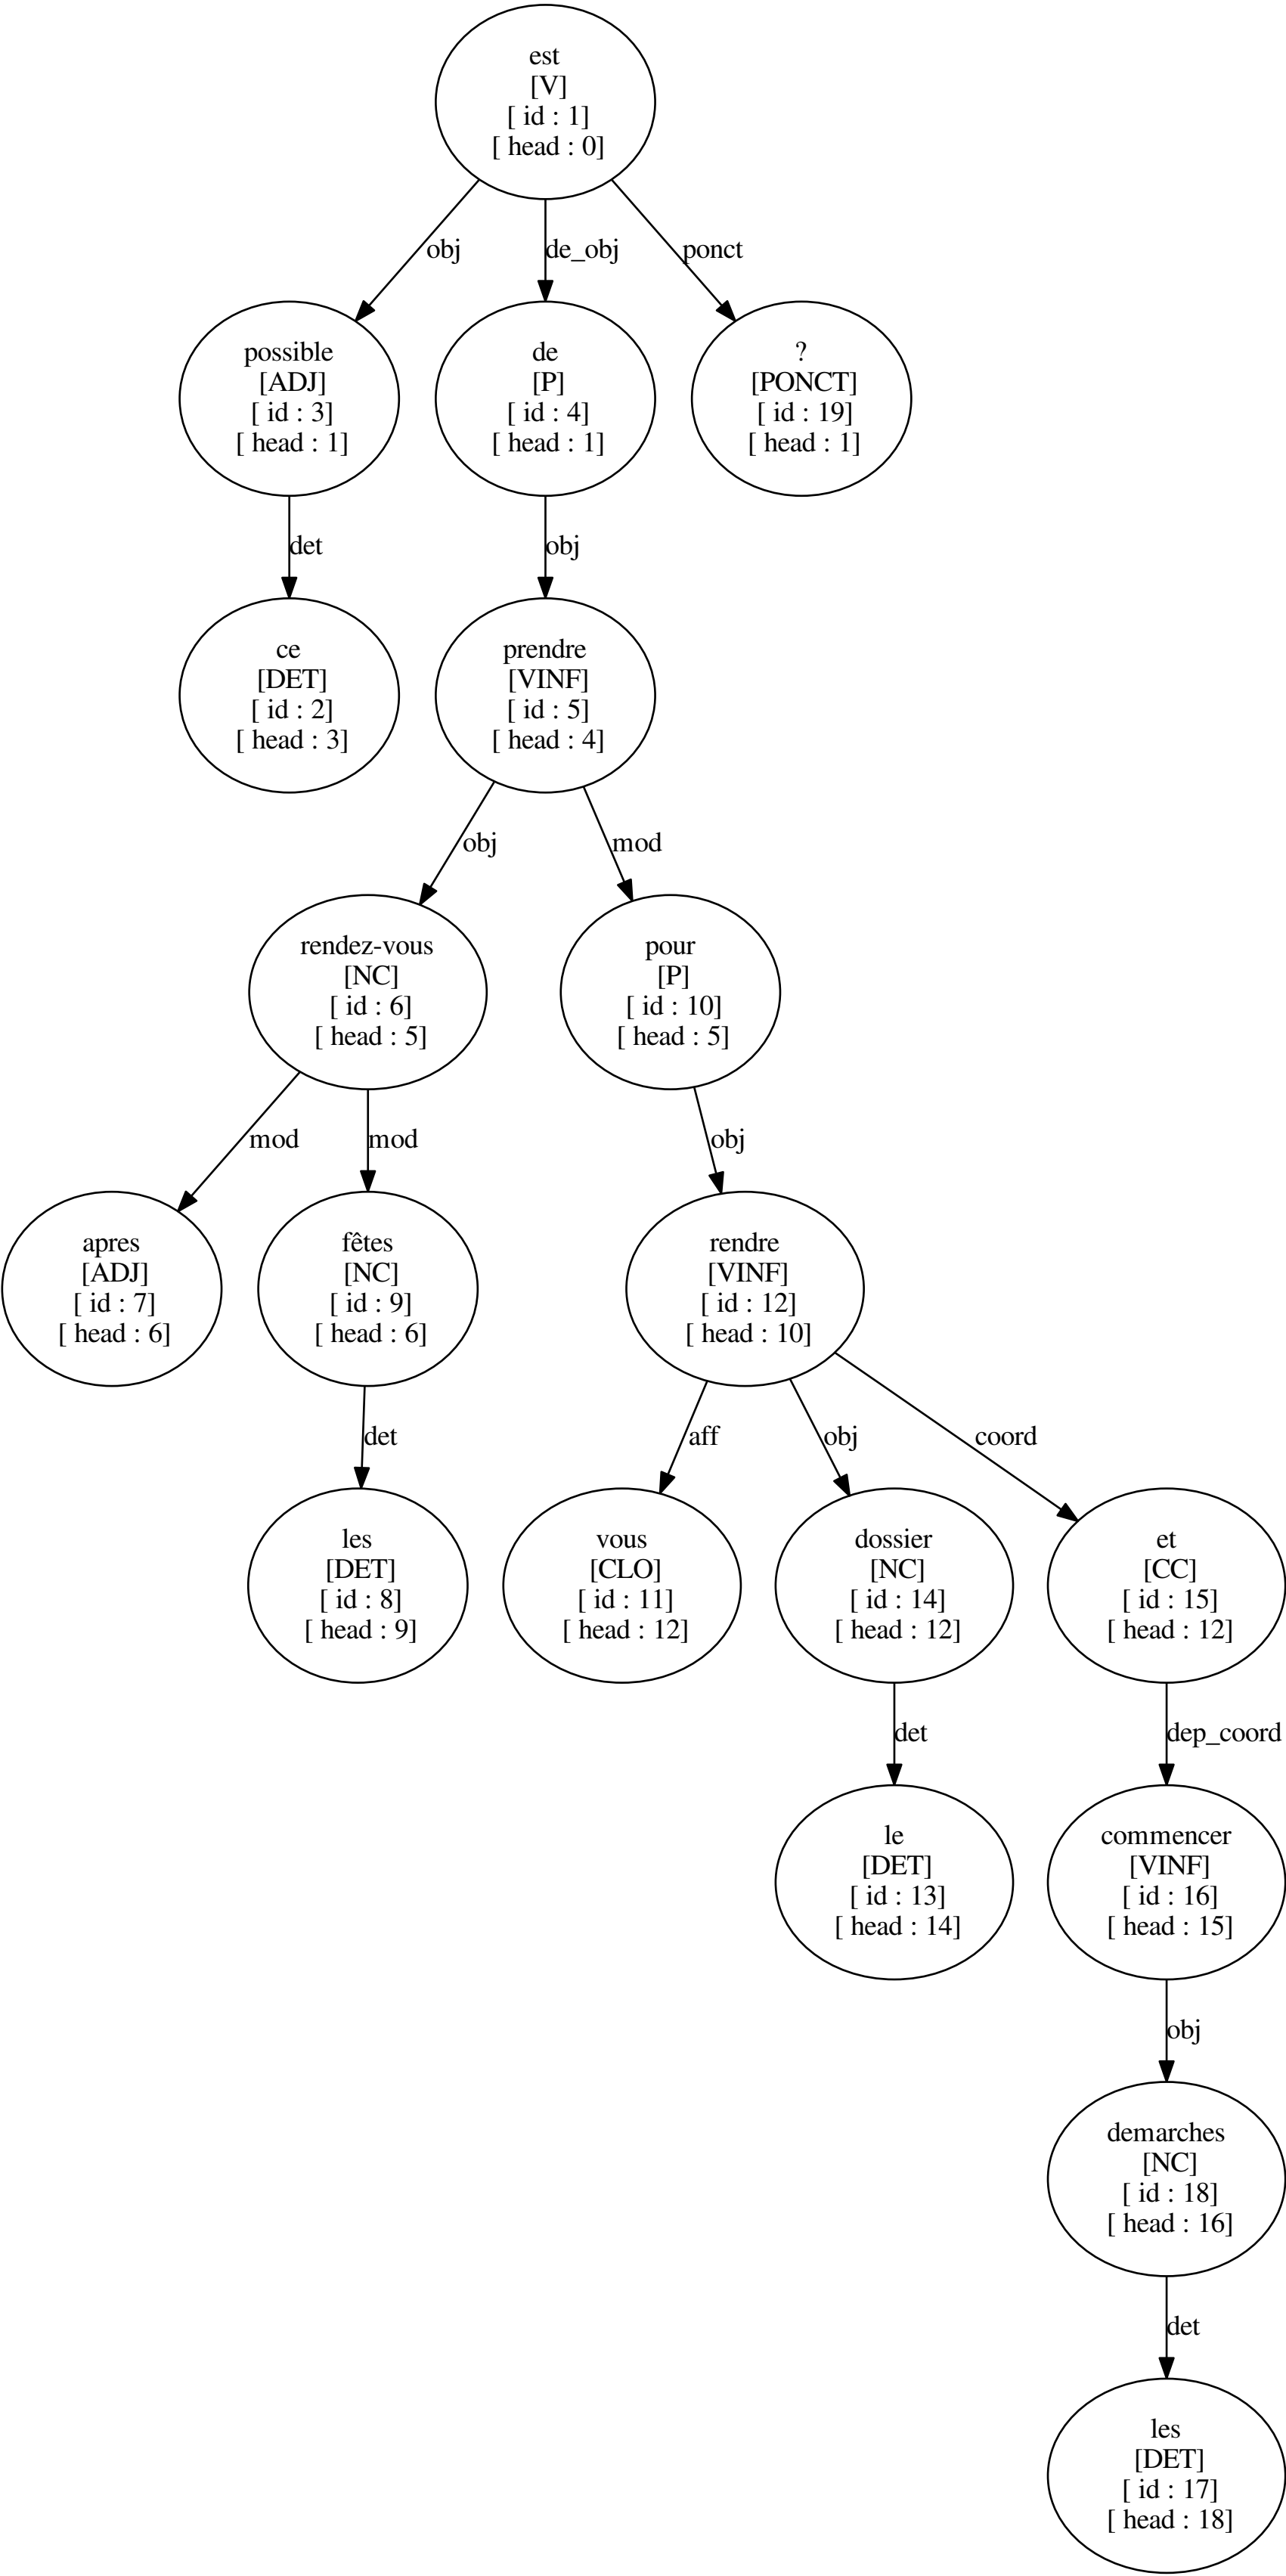 est
[V]
[ id : 1]
[ head : 0]
obj
de_obj
ponct
possible
[ADJ]
[ id : 3]
[ head : 1]
de
[P]
[ id : 4]
[ head : 1]
?
[PONCT]
[ id : 19]
[ head : 1]
det
obj
ce
[DET]
[ id : 2]
[ head : 3]
prendre
[VINF]
[ id : 5]
[ head : 4]
obj
mod
rendez-vous
[NC]
[ id : 6]
[ head : 5]
pour
[P]
[ id : 10]
[ head : 5]
mod
mod
obj
apres
[ADJ]
[ id : 7]
[ head : 6]
fêtes
[NC]
[ id : 9]
[ head : 6]
rendre
[VINF]
[ id : 12]
[ head : 10]
det
aff
obj
coord
les
[DET]
[ id : 8]
[ head : 9]
vous
[CLO]
[ id : 11]
[ head : 12]
dossier
[NC]
[ id : 14]
[ head : 12]
et
[CC]
[ id : 15]
[ head : 12]
det
dep_coord
le
[DET]
[ id : 13]
[ head : 14]
commencer
[VINF]
[ id : 16]
[ head : 15]
obj
demarches
[NC]
[ id : 18]
[ head : 16]
det
les
[DET]
[ id : 17]
[ head : 18]